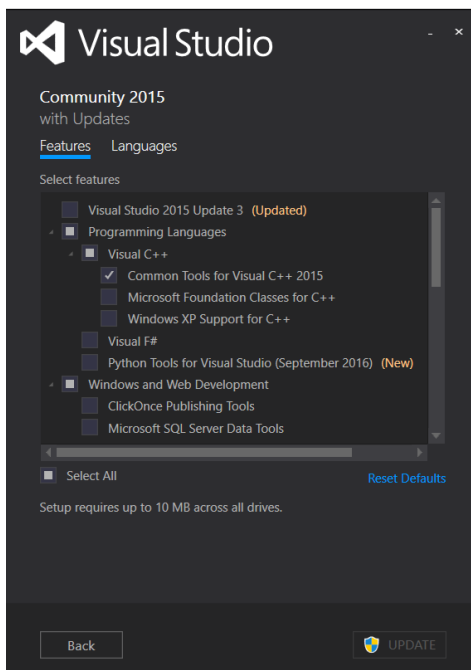 Visual Studio
Community 2015
with Updates
Features Languages
Select features
Visual Studio 2015 Update 3 (Updated)
Programming Languages
Visual C++
Common Tools for Visual C++ 2015
Microsoft Foundation Classes for C++
Windows XP Support for C++
Visual F#
Python Tools for Visual Studio (September 2016) (New)
Windows and Web Development
ClickOnce Publishing Tools
Microsoft SQL Server Data Tools
Select All Reset Defaults
Setup requires up to 10 MB across all drives.
Back UPDATE